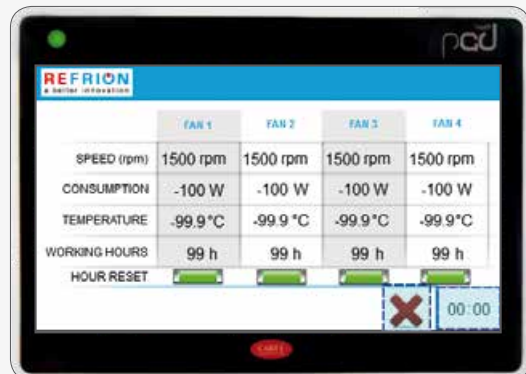 pGD
REFRION
a better innovation
FAN 1 FAN 2 FAN 3 FAN 4
SPEED (rpm) 1500 rpm 1500 rpm 1500 rpm 1500 rpm
CONSUMPTION -100 W -100 W -100 W -100 W
TEMPERATURE -99.9°C -99.9°C -99.9°C -99.9°C
WORKING HOURS 99 h 99 h 99 h 99 h
HOUR RESET
00:00
CAREL